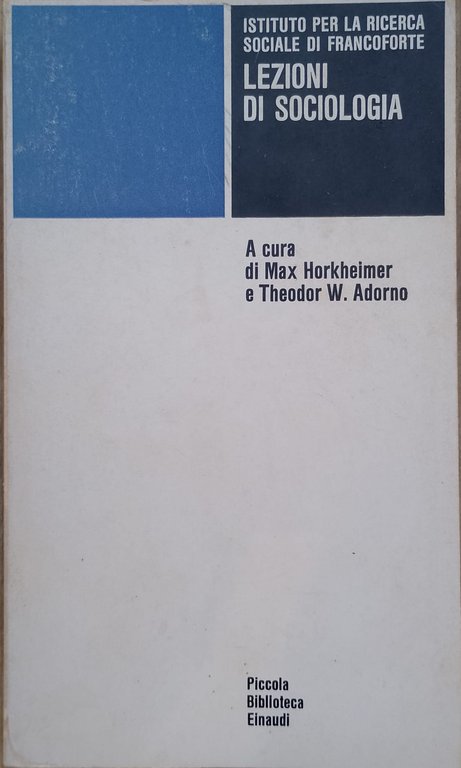 ISTITUTO PER LA RICERCA
SOCIALE DI FRANCOFORTE
LEZIONI
DI SOCIOLOGIA
A cura
di Max Horkheimer
e Theodor W. Adorno
Piccola
Biblioteca
Einaudi